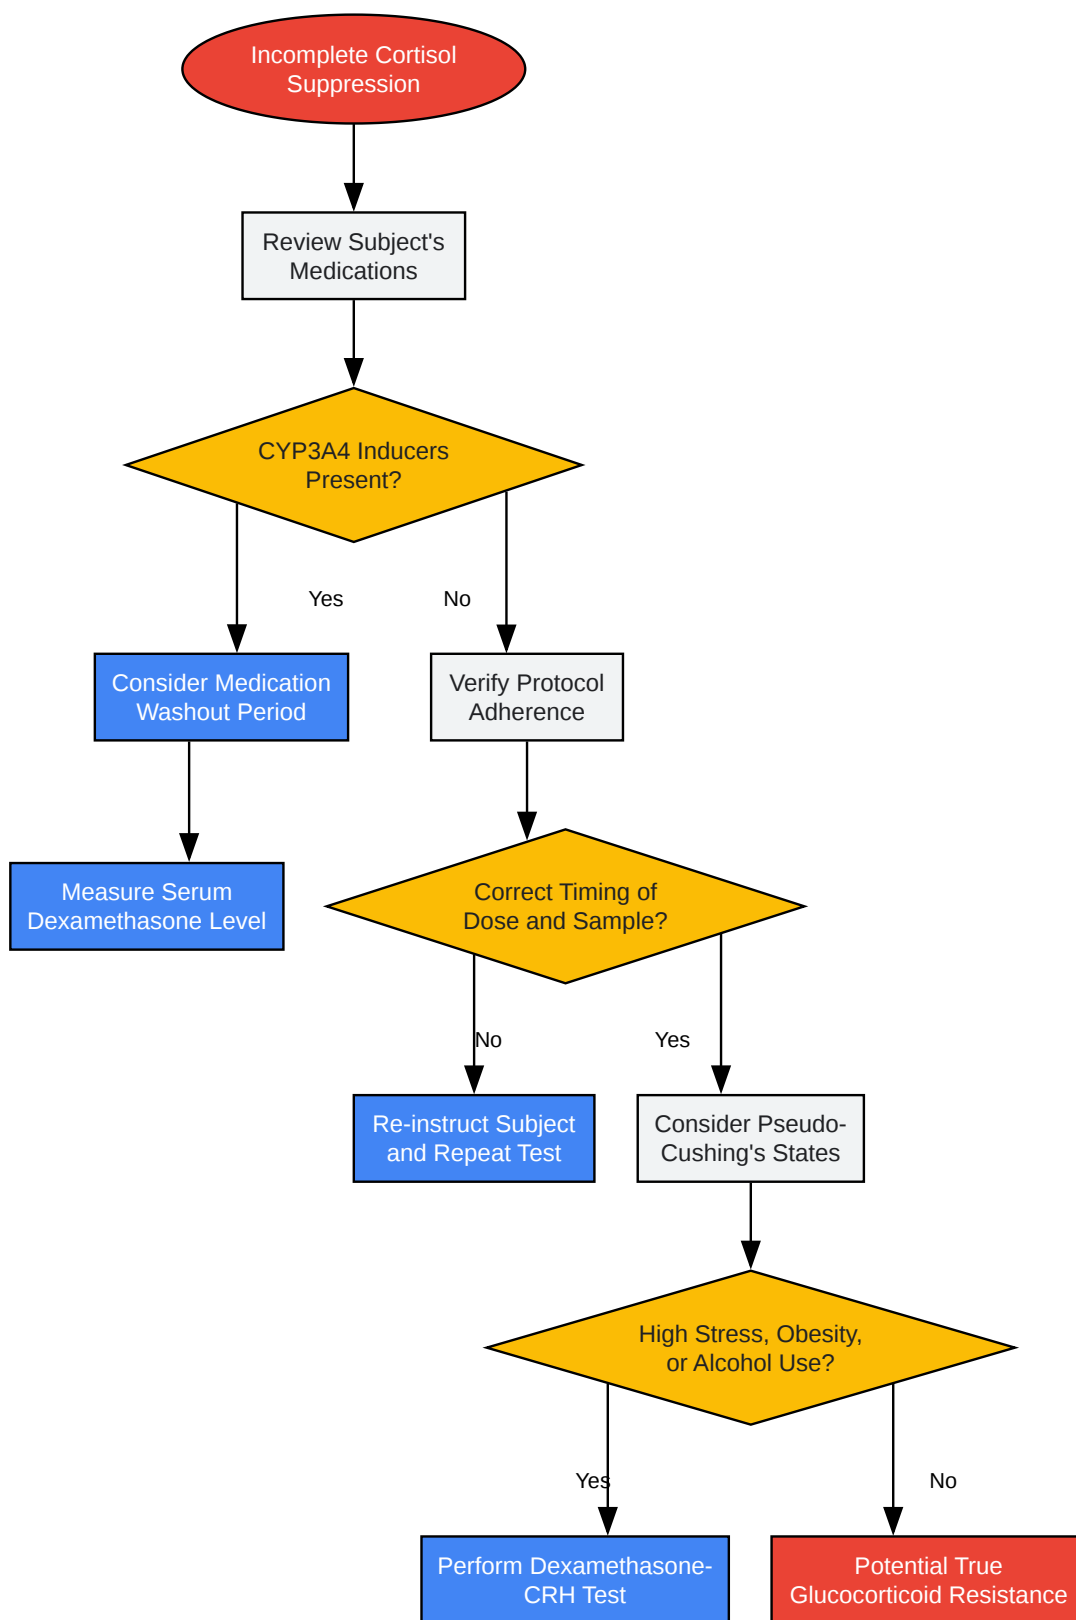 Incomplete Cortisol
Suppression
Review Subject's
Medications
CYP3A4 Inducers
Present?
Yes
No
Consider Medication
Washout Period
Verify Protocol
Adherence
Measure Serum
Dexamethasone Level
Correct Timing of
Dose and Sample?
No
Yes
Re-instruct Subject
and Repeat Test
Consider Pseudo-
Cushing's States
High Stress, Obesity,
or Alcohol Use?
Yes
No
Perform Dexamethasone-
CRH Test
Potential True
Glucocorticoid Resistance